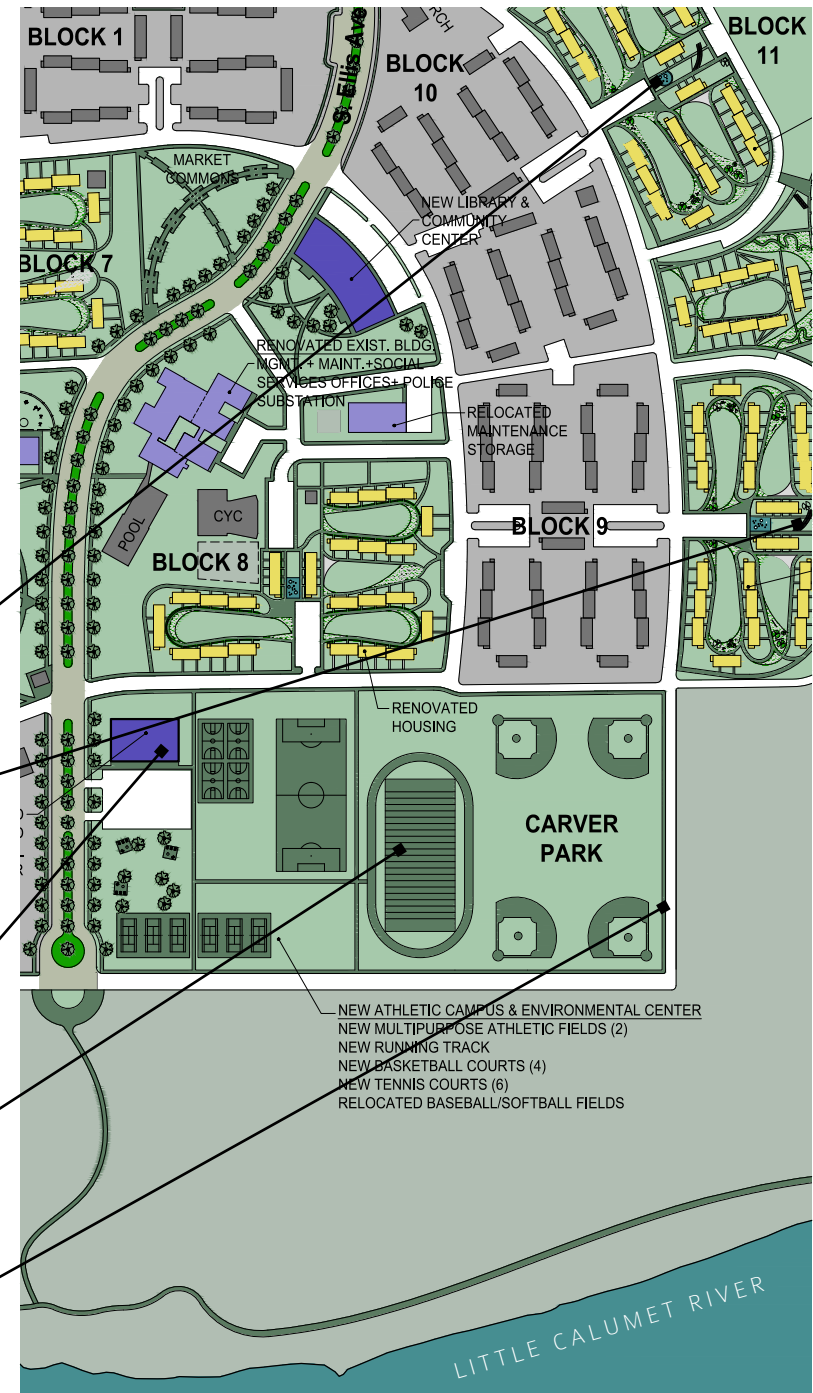 BLOCK 1
S. Ellis Ave
BLOCK
10
BLOCK
11
MARKET
COMMONS
NEW LIBRARY &
COMMUNITY
CENTER
BLOCK 7
RENOVATED EXIST. BLDG.
MGMT. + MAINT.+SOCIAL
SERVICES OFFICES+ POLICE
SUBSTATION
RELOCATED
MAINTENANCE
STORAGE
POOL
CYC
BLOCK 8
BLOCK 9
RENOVATED
HOUSING
CARVER
PARK
NEW ATHLETIC CAMPUS & ENVIRONMENTAL CENTER
NEW MULTIPURPOSE ATHLETIC FIELDS (2)
NEW RUNNING TRACK
NEW BASKETBALL COURTS (4)
NEW TENNIS COURTS (6)
RELOCATED BASEBALL/SOFTBALL FIELDS
LITTLE CALUMET RIVER